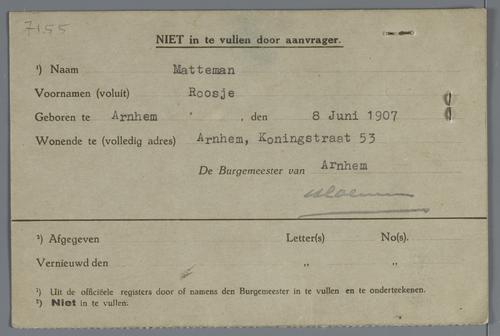 7155
NIET in te vullen door aanvrager.
¹) Naam Matteman
Voornamen (voluit) Roosje
Geboren te Arnhem , den 8 Juni 1907
Wonende te (volledig adres) Arnhem, Koningstraat 53
De Burgemeester van Arnhem
²) Afgegeven Letter(s) No(s).
Vernieuwd den „ „
¹) Uit de officiëele registers door of namens den Burgemeester in te vullen en te onderteekenen.
²) Niet in te vullen.